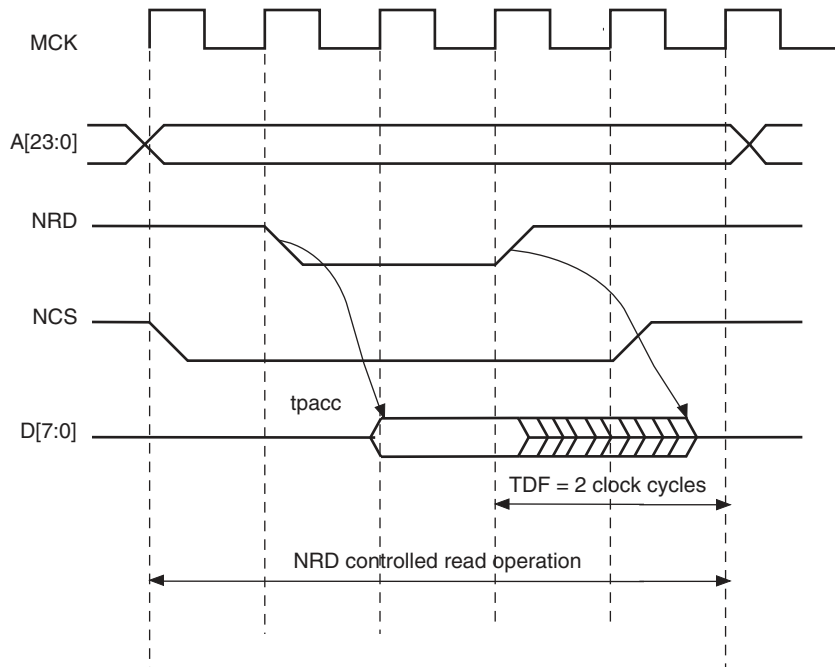 MCK
A[23:0]
NRD
NCS
tpacc
D[7:0]
TDF = 2 clock cycles
NRD controlled read operation